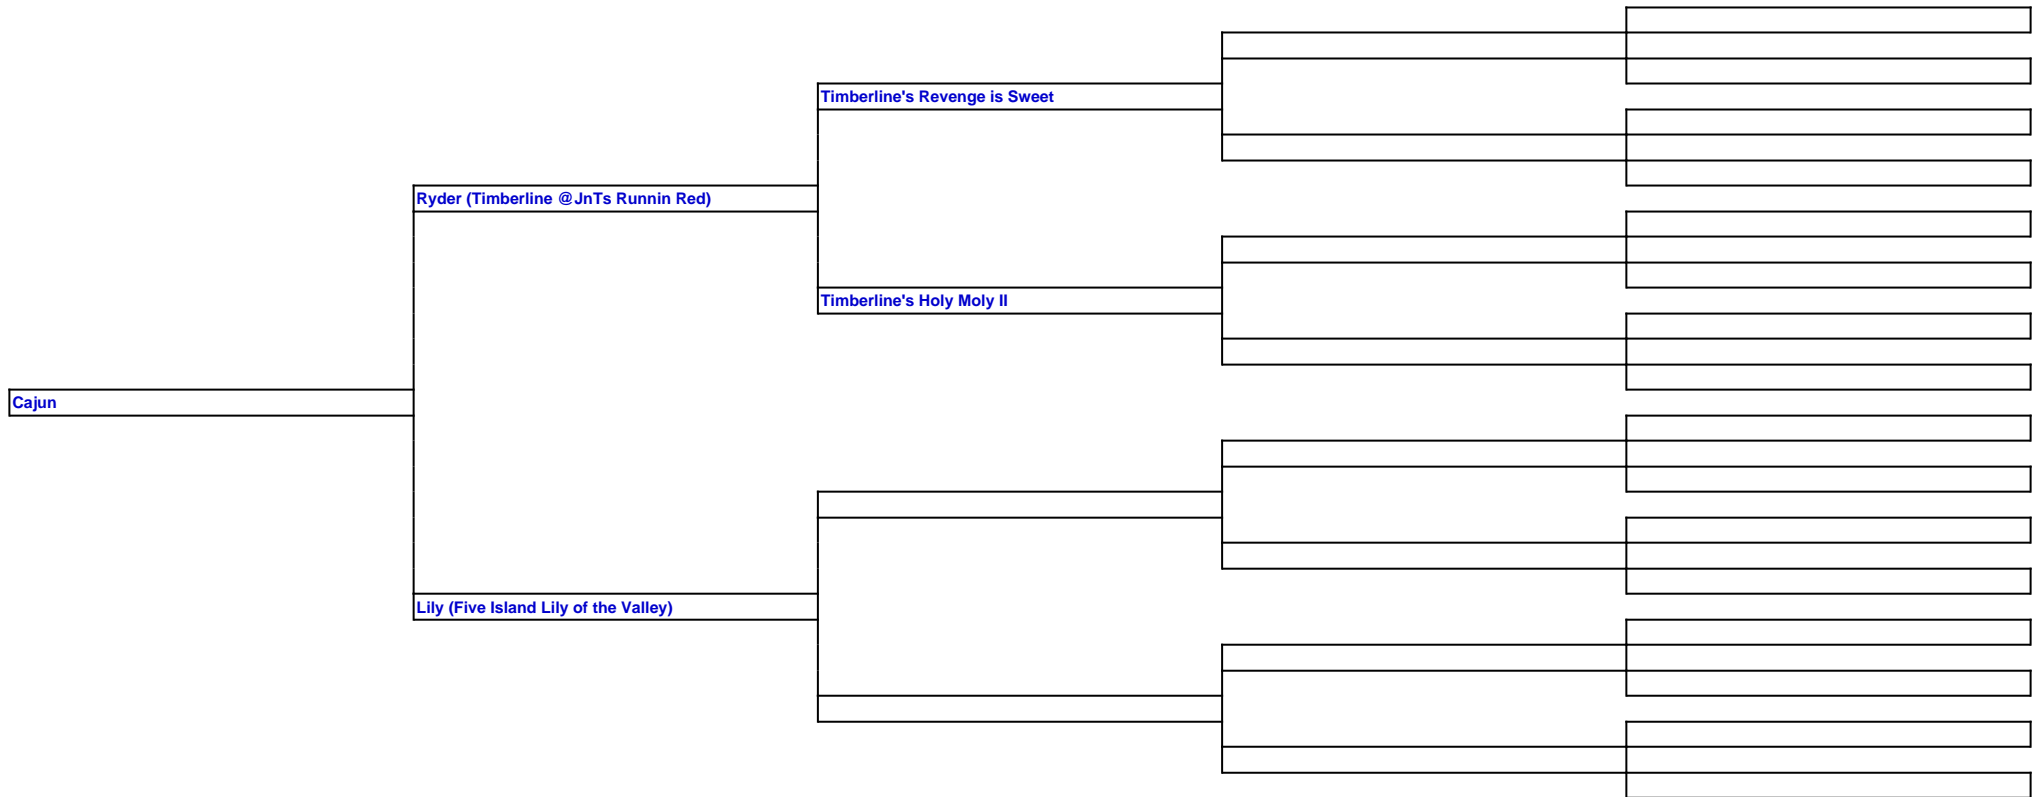 Timberline's Revenge is Sweet
Ryder (Timberline @JnTs Runnin Red)
Timberline's Holy Moly II
Cajun
Lily (Five Island Lily of the Valley)